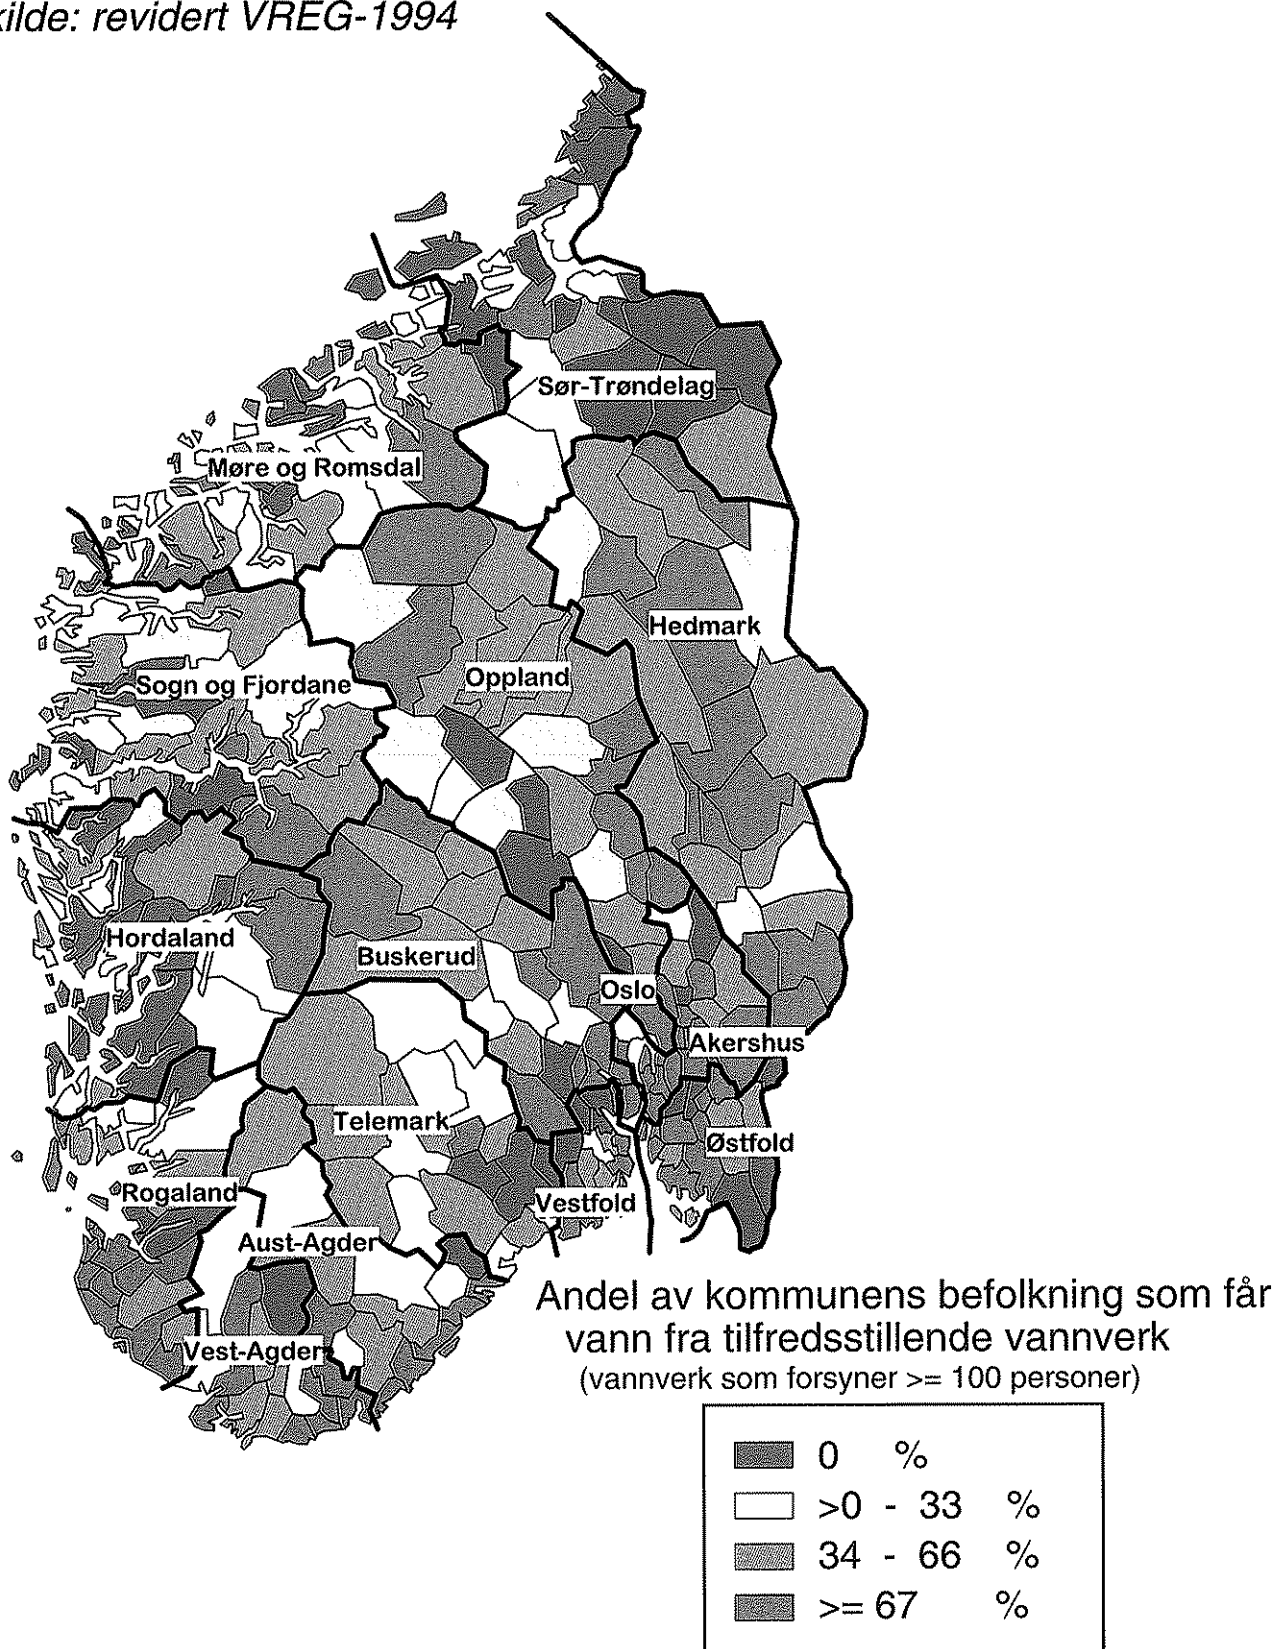 kilde: revidert VREG-1994
Sør-Trøndelag
Møre og Romsdal
Hedmark
Oppland
Sogn og Fjordane
Hordaland
Buskerud
Oslo
Akershus
Telemark
Østfold
Rogaland
Vestfold
Aust-Agder
Vest-Agder
Andel av kommunens befolkning som får
vann fra tilfredsstillende vannverk
(vannverk som forsyner >= 100 personer)
0 %
>0 - 33 %
34 - 66 %
>= 67 %